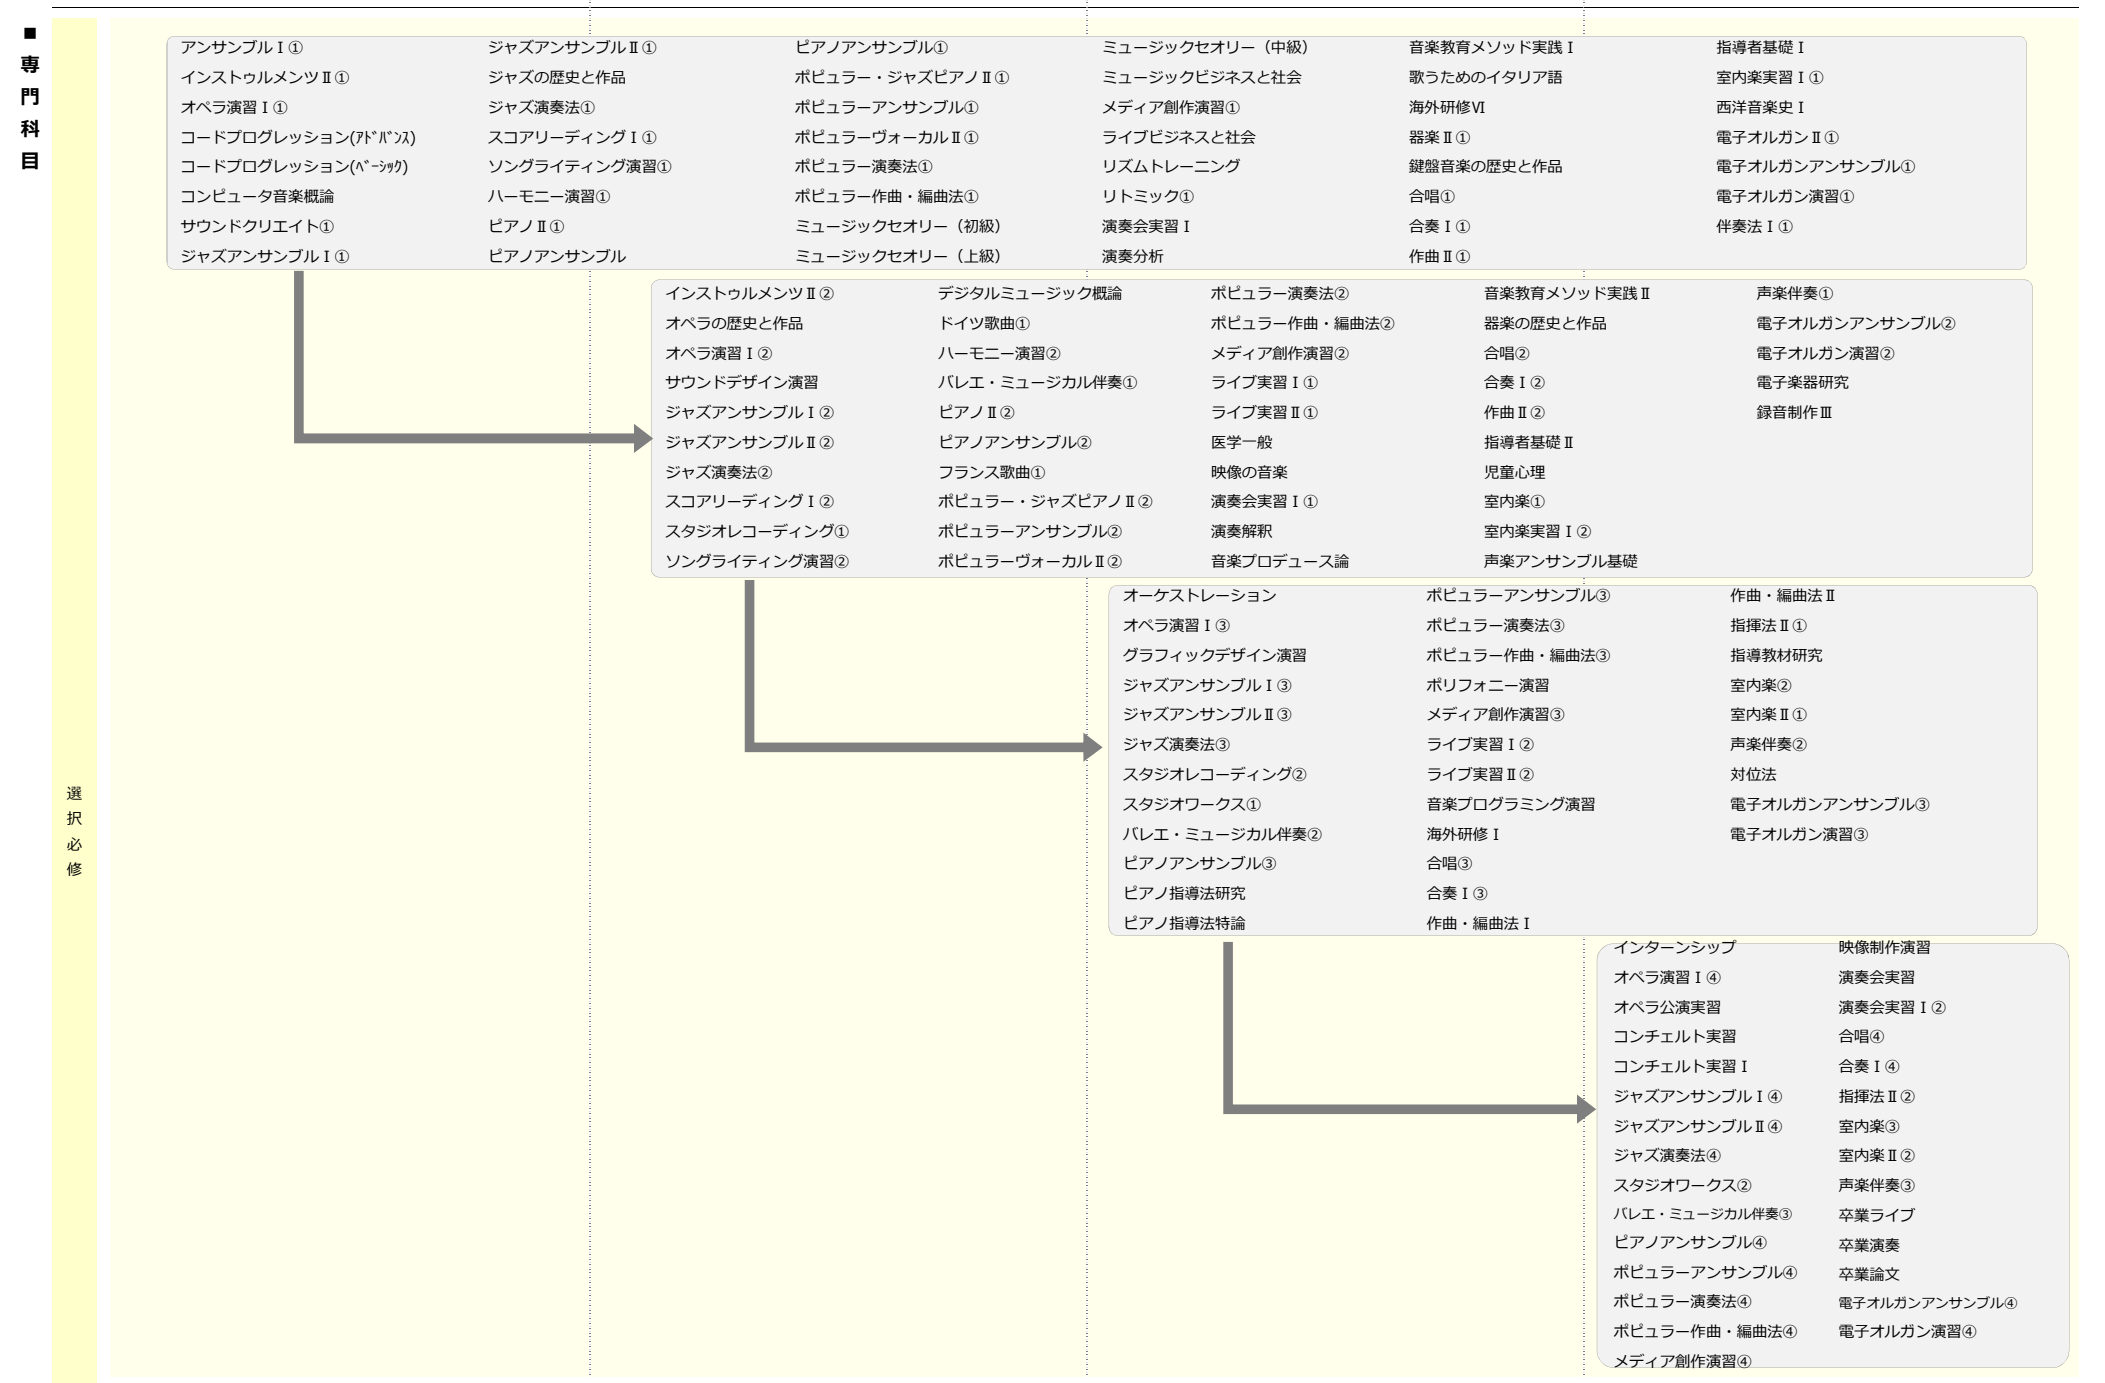 ■専門科目
選択必修
アンサンブルⅠ①
インストゥルメンツⅡ①
オペラ演習Ⅰ①
コードプログレッション(ｱﾄﾞﾊﾞﾝｽ)
コードプログレッション(ﾍﾞｰｼｯｸ)
コンピュータ音楽概論
サウンドクリエイト①
ジャズアンサンブルⅠ①
ジャズアンサンブルⅡ①
ジャズの歴史と作品
ジャズ演奏法①
スコアリーディングⅠ①
ソングライティング演習①
ハーモニー演習①
ピアノⅡ①
ピアノアンサンブル
ピアノアンサンブル①
ポピュラー・ジャズピアノⅡ①
ポピュラーアンサンブル①
ポピュラーヴォーカルⅡ①
ポピュラー演奏法①
ポピュラー作曲・編曲法①
ミュージックセオリー（初級）
ミュージックセオリー（上級）
ミュージックセオリー（中級）
ミュージックビジネスと社会
メディア創作演習①
ライブビジネスと社会
リズムトレーニング
リトミック①
演奏会実習Ⅰ
演奏分析
音楽教育メソッド実践Ⅰ
歌うためのイタリア語
海外研修Ⅵ
器楽Ⅱ①
鍵盤音楽の歴史と作品
合唱①
合奏Ⅰ①
作曲Ⅱ①
指導者基礎Ⅰ
室内楽実習Ⅰ①
西洋音楽史Ⅰ
電子オルガンⅡ①
電子オルガンアンサンブル①
電子オルガン演習①
伴奏法Ⅰ①
インストゥルメンツⅡ②
オペラの歴史と作品
オペラ演習Ⅰ②
サウンドデザイン演習
ジャズアンサンブルⅠ②
ジャズアンサンブルⅡ②
ジャズ演奏法②
スコアリーディングⅠ②
スタジオレコーディング①
ソングライティング演習②
デジタルミュージック概論
ドイツ歌曲①
ハーモニー演習②
バレエ・ミュージカル伴奏①
ピアノⅡ②
ピアノアンサンブル②
フランス歌曲①
ポピュラー・ジャズピアノⅡ②
ポピュラーアンサンブル②
ポピュラーヴォーカルⅡ②
ポピュラー演奏法②
ポピュラー作曲・編曲法②
メディア創作演習②
ライブ実習Ⅰ①
ライブ実習Ⅱ①
医学一般
映像の音楽
演奏会実習Ⅰ①
演奏解釈
音楽プロデュース論
音楽教育メソッド実践Ⅱ
器楽の歴史と作品
合唱②
合奏Ⅰ②
作曲Ⅱ②
指導者基礎Ⅱ
児童心理
室内楽①
室内楽実習Ⅰ②
声楽アンサンブル基礎
声楽伴奏①
電子オルガンアンサンブル②
電子オルガン演習②
電子楽器研究
録音制作Ⅲ
オーケストレーション
オペラ演習Ⅰ③
グラフィックデザイン演習
ジャズアンサンブルⅠ③
ジャズアンサンブルⅡ③
ジャズ演奏法③
スタジオレコーディング②
スタジオワークス①
バレエ・ミュージカル伴奏②
ピアノアンサンブル③
ピアノ指導法研究
ピアノ指導法特論
ポピュラーアンサンブル③
ポピュラー演奏法③
ポピュラー作曲・編曲法③
ポリフォニー演習
メディア創作演習③
ライブ実習Ⅰ②
ライブ実習Ⅱ②
音楽プログラミング演習
海外研修Ⅰ
合唱③
合奏Ⅰ③
作曲・編曲法Ⅰ
作曲・編曲法Ⅱ
指揮法Ⅱ①
指導教材研究
室内楽②
室内楽Ⅱ①
声楽伴奏②
対位法
電子オルガンアンサンブル③
電子オルガン演習③
インターンシップ
オペラ演習Ⅰ④
オペラ公演実習
コンチェルト実習
コンチェルト実習Ⅰ
ジャズアンサンブルⅠ④
ジャズアンサンブルⅡ④
ジャズ演奏法④
スタジオワークス②
バレエ・ミュージカル伴奏③
ピアノアンサンブル④
ポピュラーアンサンブル④
ポピュラー演奏法④
ポピュラー作曲・編曲法④
メディア創作演習④
映像制作演習
演奏会実習
演奏会実習Ⅰ②
合唱④
合奏Ⅰ④
指揮法Ⅱ②
室内楽③
室内楽Ⅱ②
声楽伴奏③
卒業ライブ
卒業演奏
卒業論文
電子オルガンアンサンブル④
電子オルガン演習④